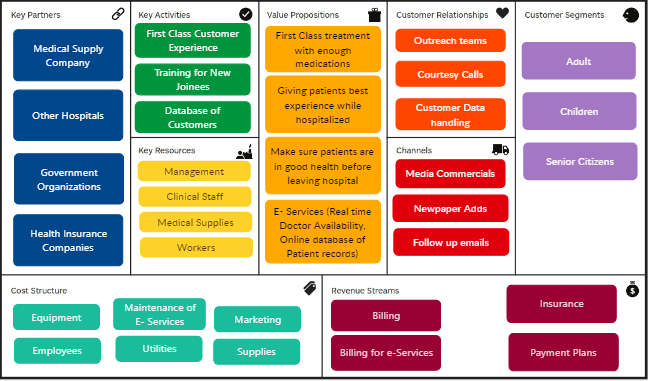 Key Partners
Medical Supply
Company
Other Hospitals
Government
Organizations
Health Insurance
Companies
Key Activities
First Class Customer
Experience
Training for New
Joinees
Database of
Customers
Key Resources
Management
Clinical Staff
Medical Supplies
Workers
Value Propositions
First Class treatment
with enough
medications
Giving patients best
experience while
hospitalized
Make sure patients are
in good health before
leaving hospital
E- Services (Real time
Doctor Availability,
Online database of
Patient records)
Customer Relationships
Outreach teams
Courtesy Calls
Customer Data
handling
Channels
Media Commercials
Newpaper Adds
Follow up emails
Customer Segments
Adult
Children
Senior Citizens
Cost Structure
Equipment
Maintenance of
E- Services
Marketing
Employees
Utilities
Supplies
Revenue Streams
$
Billing
Insurance
Billing for e-Services
Payment Plans